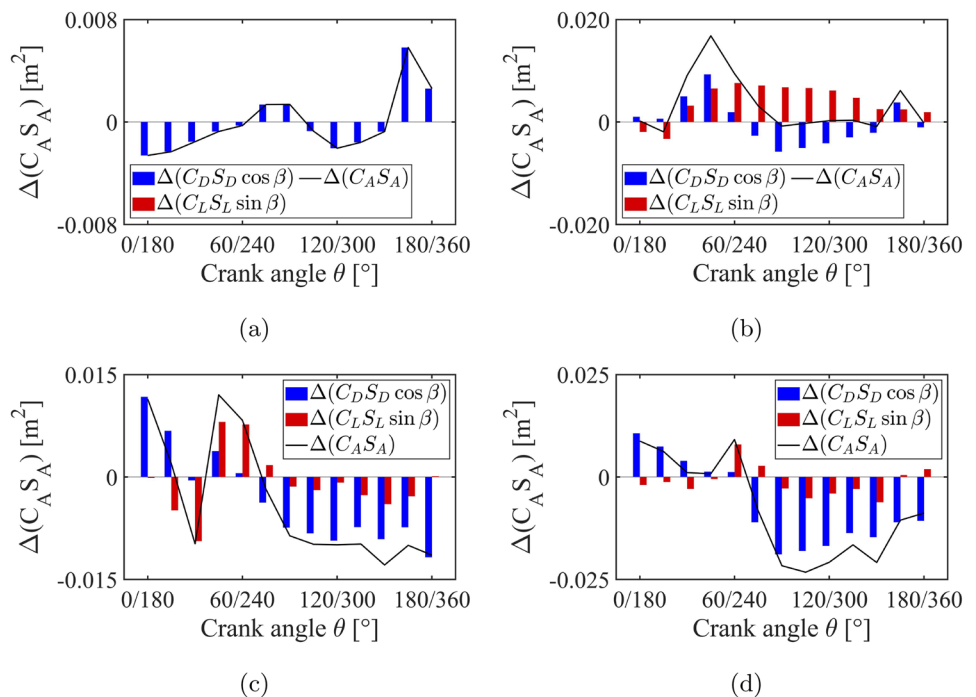 0.008
0
-0.008
Δ(C_A S_A) [m²]
Δ(C_D S_D cos β) — Δ(C_A S_A)
Δ(C_L S_L sin β)
0/180 60/240 120/300 180/360
Crank angle θ [°]
(a)
0.020
0
-0.020
Δ(C_A S_A) [m²]
Δ(C_D S_D cos β) — Δ(C_A S_A)
Δ(C_L S_L sin β)
0/180 60/240 120/300 180/360
Crank angle θ [°]
(b)
0.015
0
-0.015
Δ(C_A S_A) [m²]
Δ(C_D S_D cos β)
Δ(C_L S_L sin β)
Δ(C_A S_A)
0/180 60/240 120/300 180/360
Crank angle θ [°]
(c)
0.025
0
-0.025
Δ(C_A S_A) [m²]
Δ(C_D S_D cos β)
Δ(C_L S_L sin β)
Δ(C_A S_A)
0/180 60/240 120/300 180/360
Crank angle θ [°]
(d)